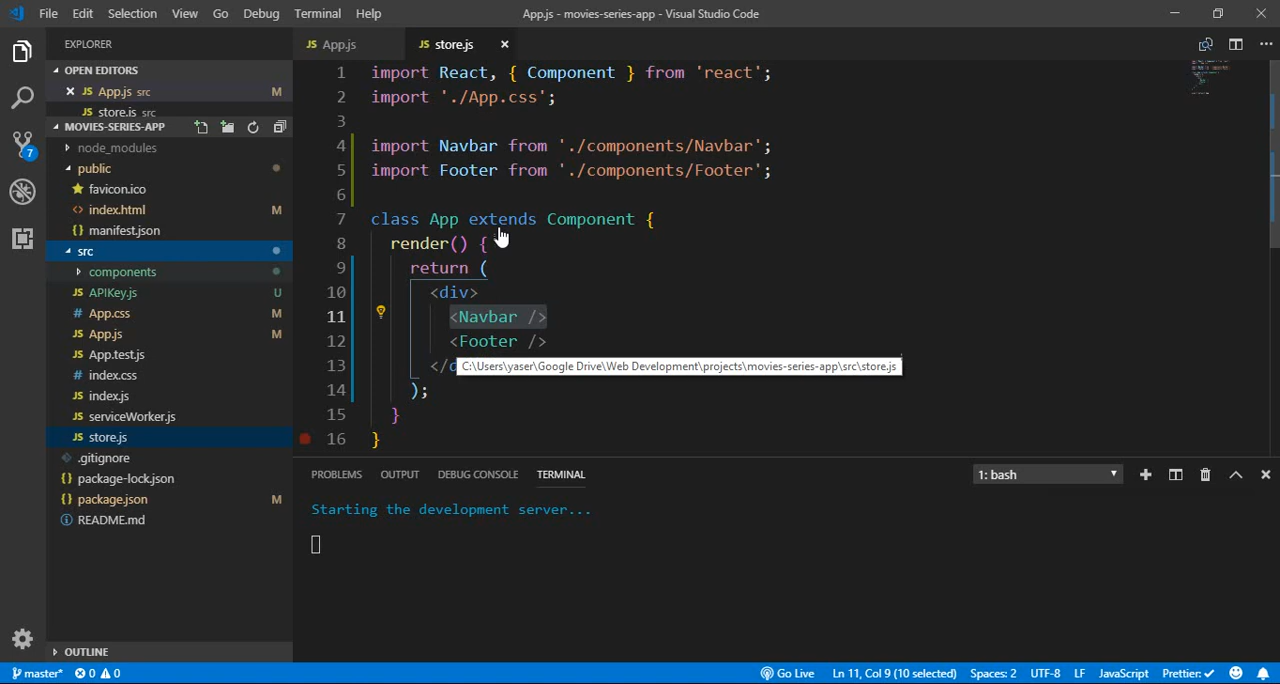 File Edit Selection View Go Debug Terminal Help
App.js - movies-series-app - Visual Studio Code
EXPLORER
OPEN EDITORS
JS App.js src M
JS store.js src
MOVIES-SERIES-APP
node_modules
public
favicon.ico
<> index.html M
{} manifest.json
src
components
JS APIKey.js U
# App.css M
JS App.js M
JS App.test.js
# index.css
JS index.js
JS serviceWorker.js
JS store.js
.gitignore
{} package-lock.json
{} package.json M
README.md
OUTLINE
7
JS App.js
JS store.js
1 import React, { Component } from 'react';
2 import './App.css';
3
4 import Navbar from './components/Navbar';
5 import Footer from './components/Footer';
6
7 class App extends Component {
8 render() {
9 return (
10 <div>
11 <Navbar />
12 <Footer />
13 </d
C:\Users\yaser\Google Drive\Web Development\projects\movies-series-app\src\store.js
14 );
15 }
16 }
PROBLEMS OUTPUT DEBUG CONSOLE TERMINAL
1: bash
Starting the development server...
master* 0 0
Go Live Ln 11, Col 9 (10 selected) Spaces: 2 UTF-8 LF JavaScript Prettier: ✓